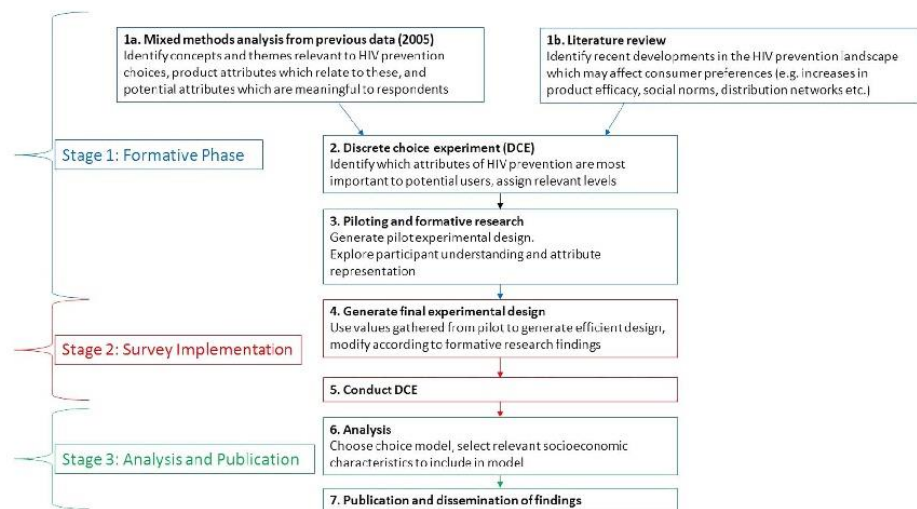 1a. Mixed methods analysis from previous data (2005)
Identify concepts and themes relevant to HIV prevention
choices, product attributes which relate to these, and
potential attributes which are meaningful to respondents
1b. Literature review
Identify recent developments in the HIV prevention landscape
which may affect consumer preferences (e.g. increases in
product efficacy, social norms, distribution networks etc.)
Stage 1: Formative Phase
2. Discrete choice experiment (DCE)
Identify which attributes of HIV prevention are most
important to potential users, assign relevant levels
3. Piloting and formative research
Generate pilot experimental design.
Explore participant understanding and attribute
representation
Stage 2: Survey Implementation
4. Generate final experimental design
Use values gathered from pilot to generate efficient design,
modify according to formative research findings
5. Conduct DCE
Stage 3: Analysis and Publication
6. Analysis
Choose choice model, select relevant socioeconomic
characteristics to include in model
7. Publication and dissemination of findings